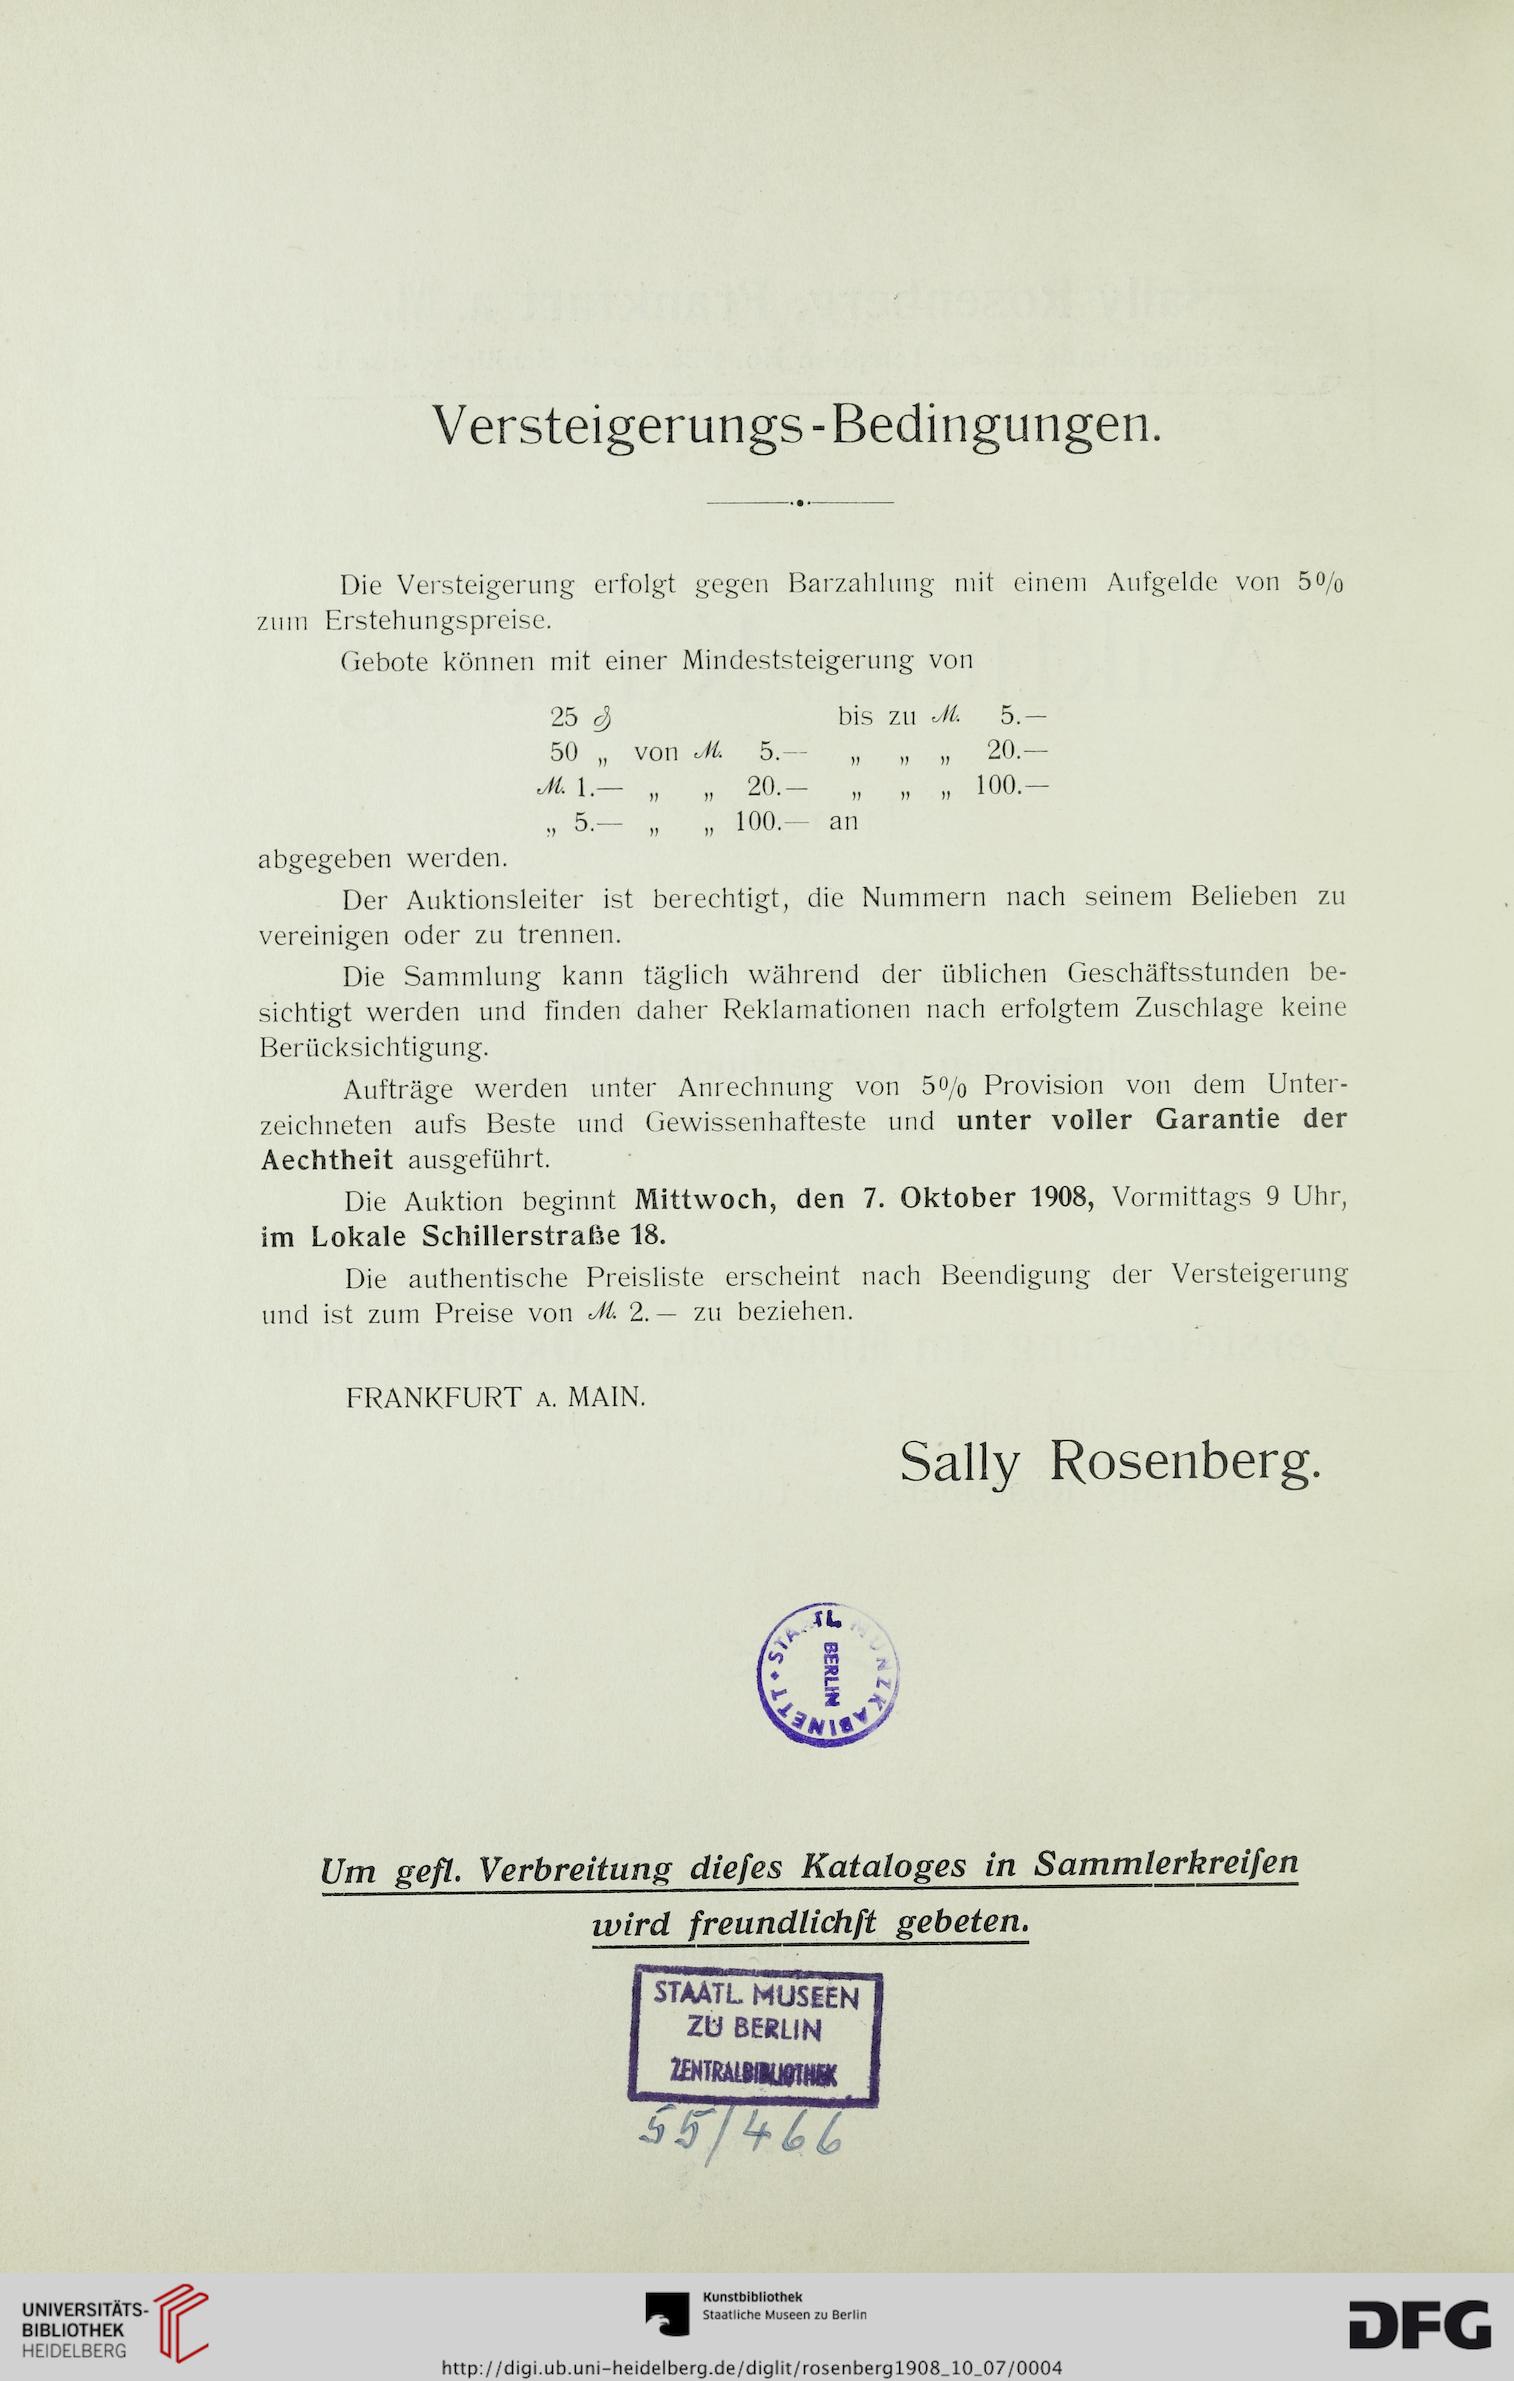 Versteigerungs-Bedingungen.
Die Versteigerung erfolgt gegen Barzahlung mit einem Aufgelde von 5%
zum Erstehungspreise.
Gebote können mit einer Mindeststeigerung von
25 ₰ bis zu ℳ. 5.—
50 „ von ℳ. 5.— „ „ „ 20.—
ℳ. 1.— „ „ 20.— „ „ „ 100.—
„ 5.— „ „ 100.— an
abgegeben werden.
Der Auktionsleiter ist berechtigt, die Nummern nach seinem Belieben zu
vereinigen oder zu trennen.
Die Sammlung kann täglich während der üblichen Geschäftsstunden be-
sichtigt werden und finden daher Reklamationen nach erfolgtem Zuschlage keine
Berücksichtigung.
Aufträge werden unter Anrechnung von 5% Provision von dem Unter-
zeichneten aufs Beste und Gewissenhafteste und unter voller Garantie der
Aechtheit ausgeführt.
Die Auktion beginnt Mittwoch, den 7. Oktober 1908, Vormittags 9 Uhr,
im Lokale Schillerstraße 18.
Die authentische Preisliste erscheint nach Beendigung der Versteigerung
und ist zum Preise von ℳ. 2.— zu beziehen.
FRANKFURT A. MAIN.
Sally Rosenberg.
STAATL MÜNZKABINETT
BERLIN
Um gefl. Verbreitung dieſes Kataloges in Sammlerkreiſen
wird freundlichſt gebeten.
STAATL. MUSEEN
ZU BERLIN
ZENTRALBIBLIOTHEK
55/466
UNIVERSITÄTS-
BIBLIOTHEK
HEIDELBERG
Kunstbibliothek
Staatliche Museen zu Berlin
DFG
http://digi.ub.uni-heidelberg.de/diglit/rosenberg1908_10_07/0004